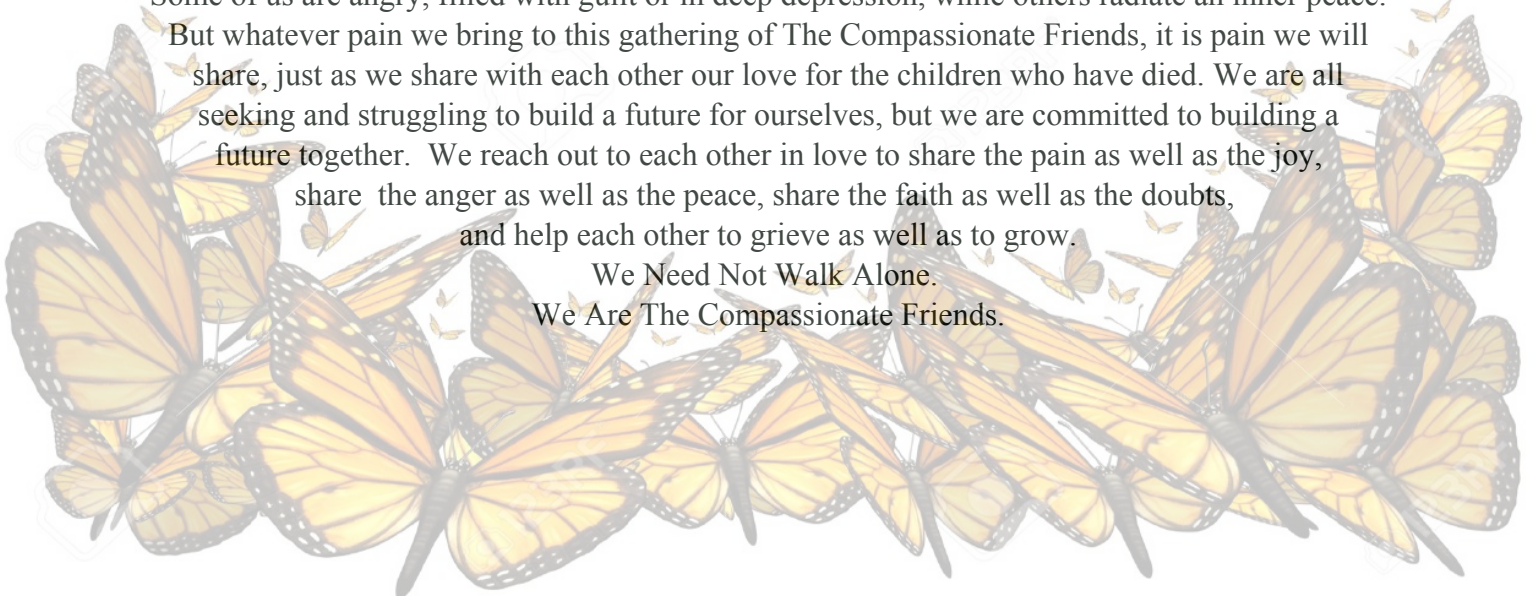 Some of us are angry, filled with guilt or in deep depression, while others radiate an inner peace.
But whatever pain we bring to this gathering of The Compassionate Friends, it is pain we will
share, just as we share with each other our love for the children who have died. We are all
seeking and struggling to build a future for ourselves, but we are committed to building a
future together.  We reach out to each other in love to share the pain as well as the joy,
share  the anger as well as the peace, share the faith as well as the doubts,
and help each other to grieve as well as to grow.
We Need Not Walk Alone.
We Are The Compassionate Friends.